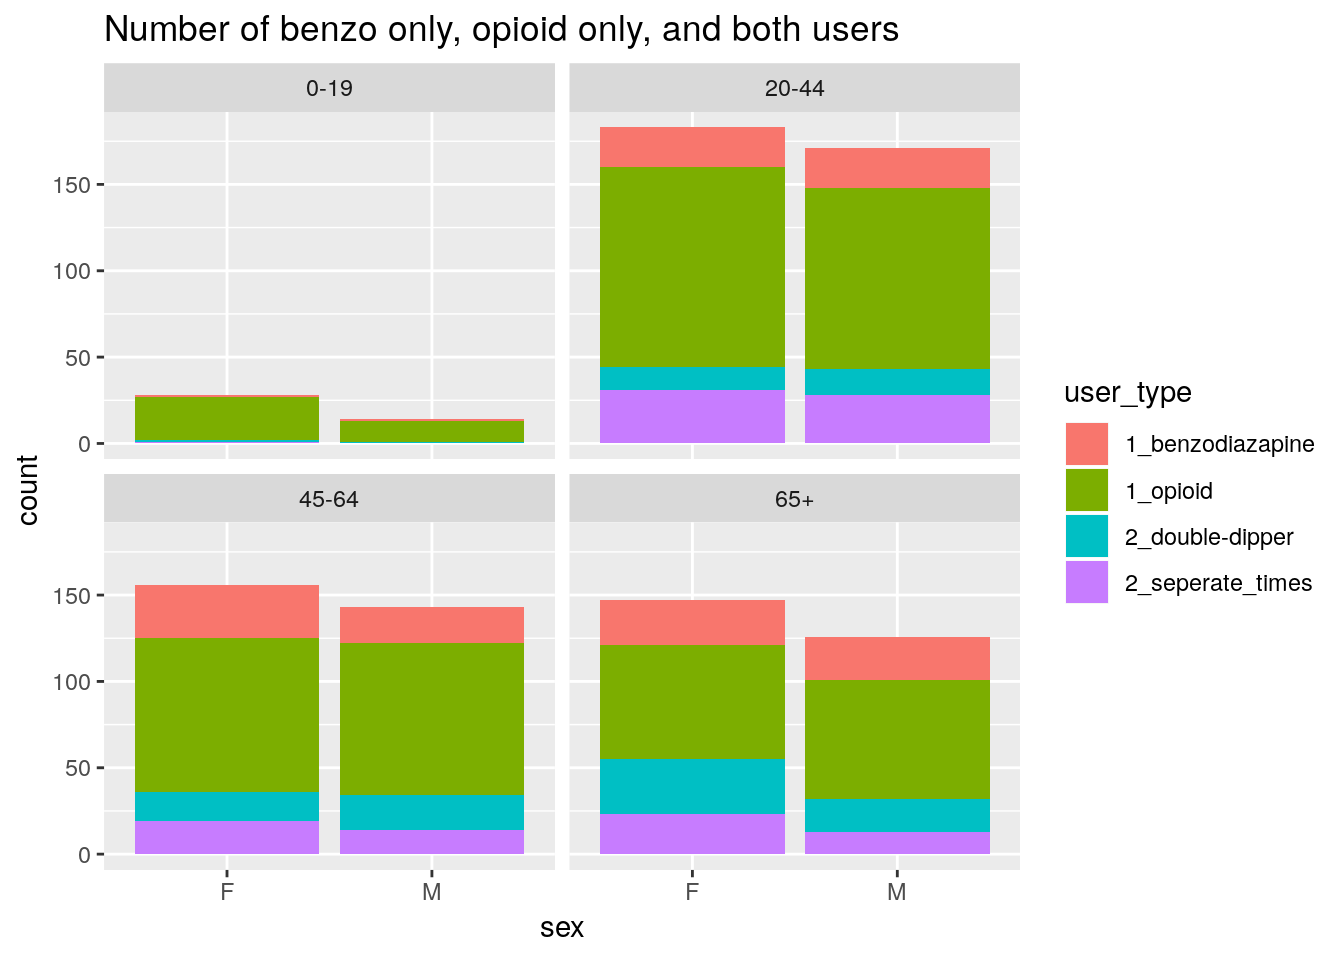 Number of benzo only, opioid only, and both users
0-19
20-44
150
100
50
0
45-64
65+
150
100
50
0
F
M
F
M
sex
count
user_type
1_benzodiazapine
1_opioid
2_double-dipper
2_seperate_times